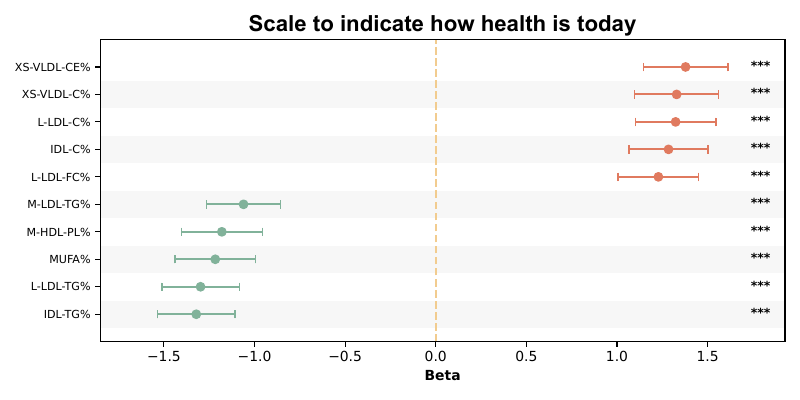 Scale to indicate how health is today
XS-VLDL-CE% ***
XS-VLDL-C% ***
L-LDL-C% ***
IDL-C% ***
L-LDL-FC% ***
M-LDL-TG% ***
M-HDL-PL% ***
MUFA% ***
L-LDL-TG% ***
IDL-TG% ***
−1.5 −1.0 −0.5 0.0 0.5 1.0 1.5
Beta